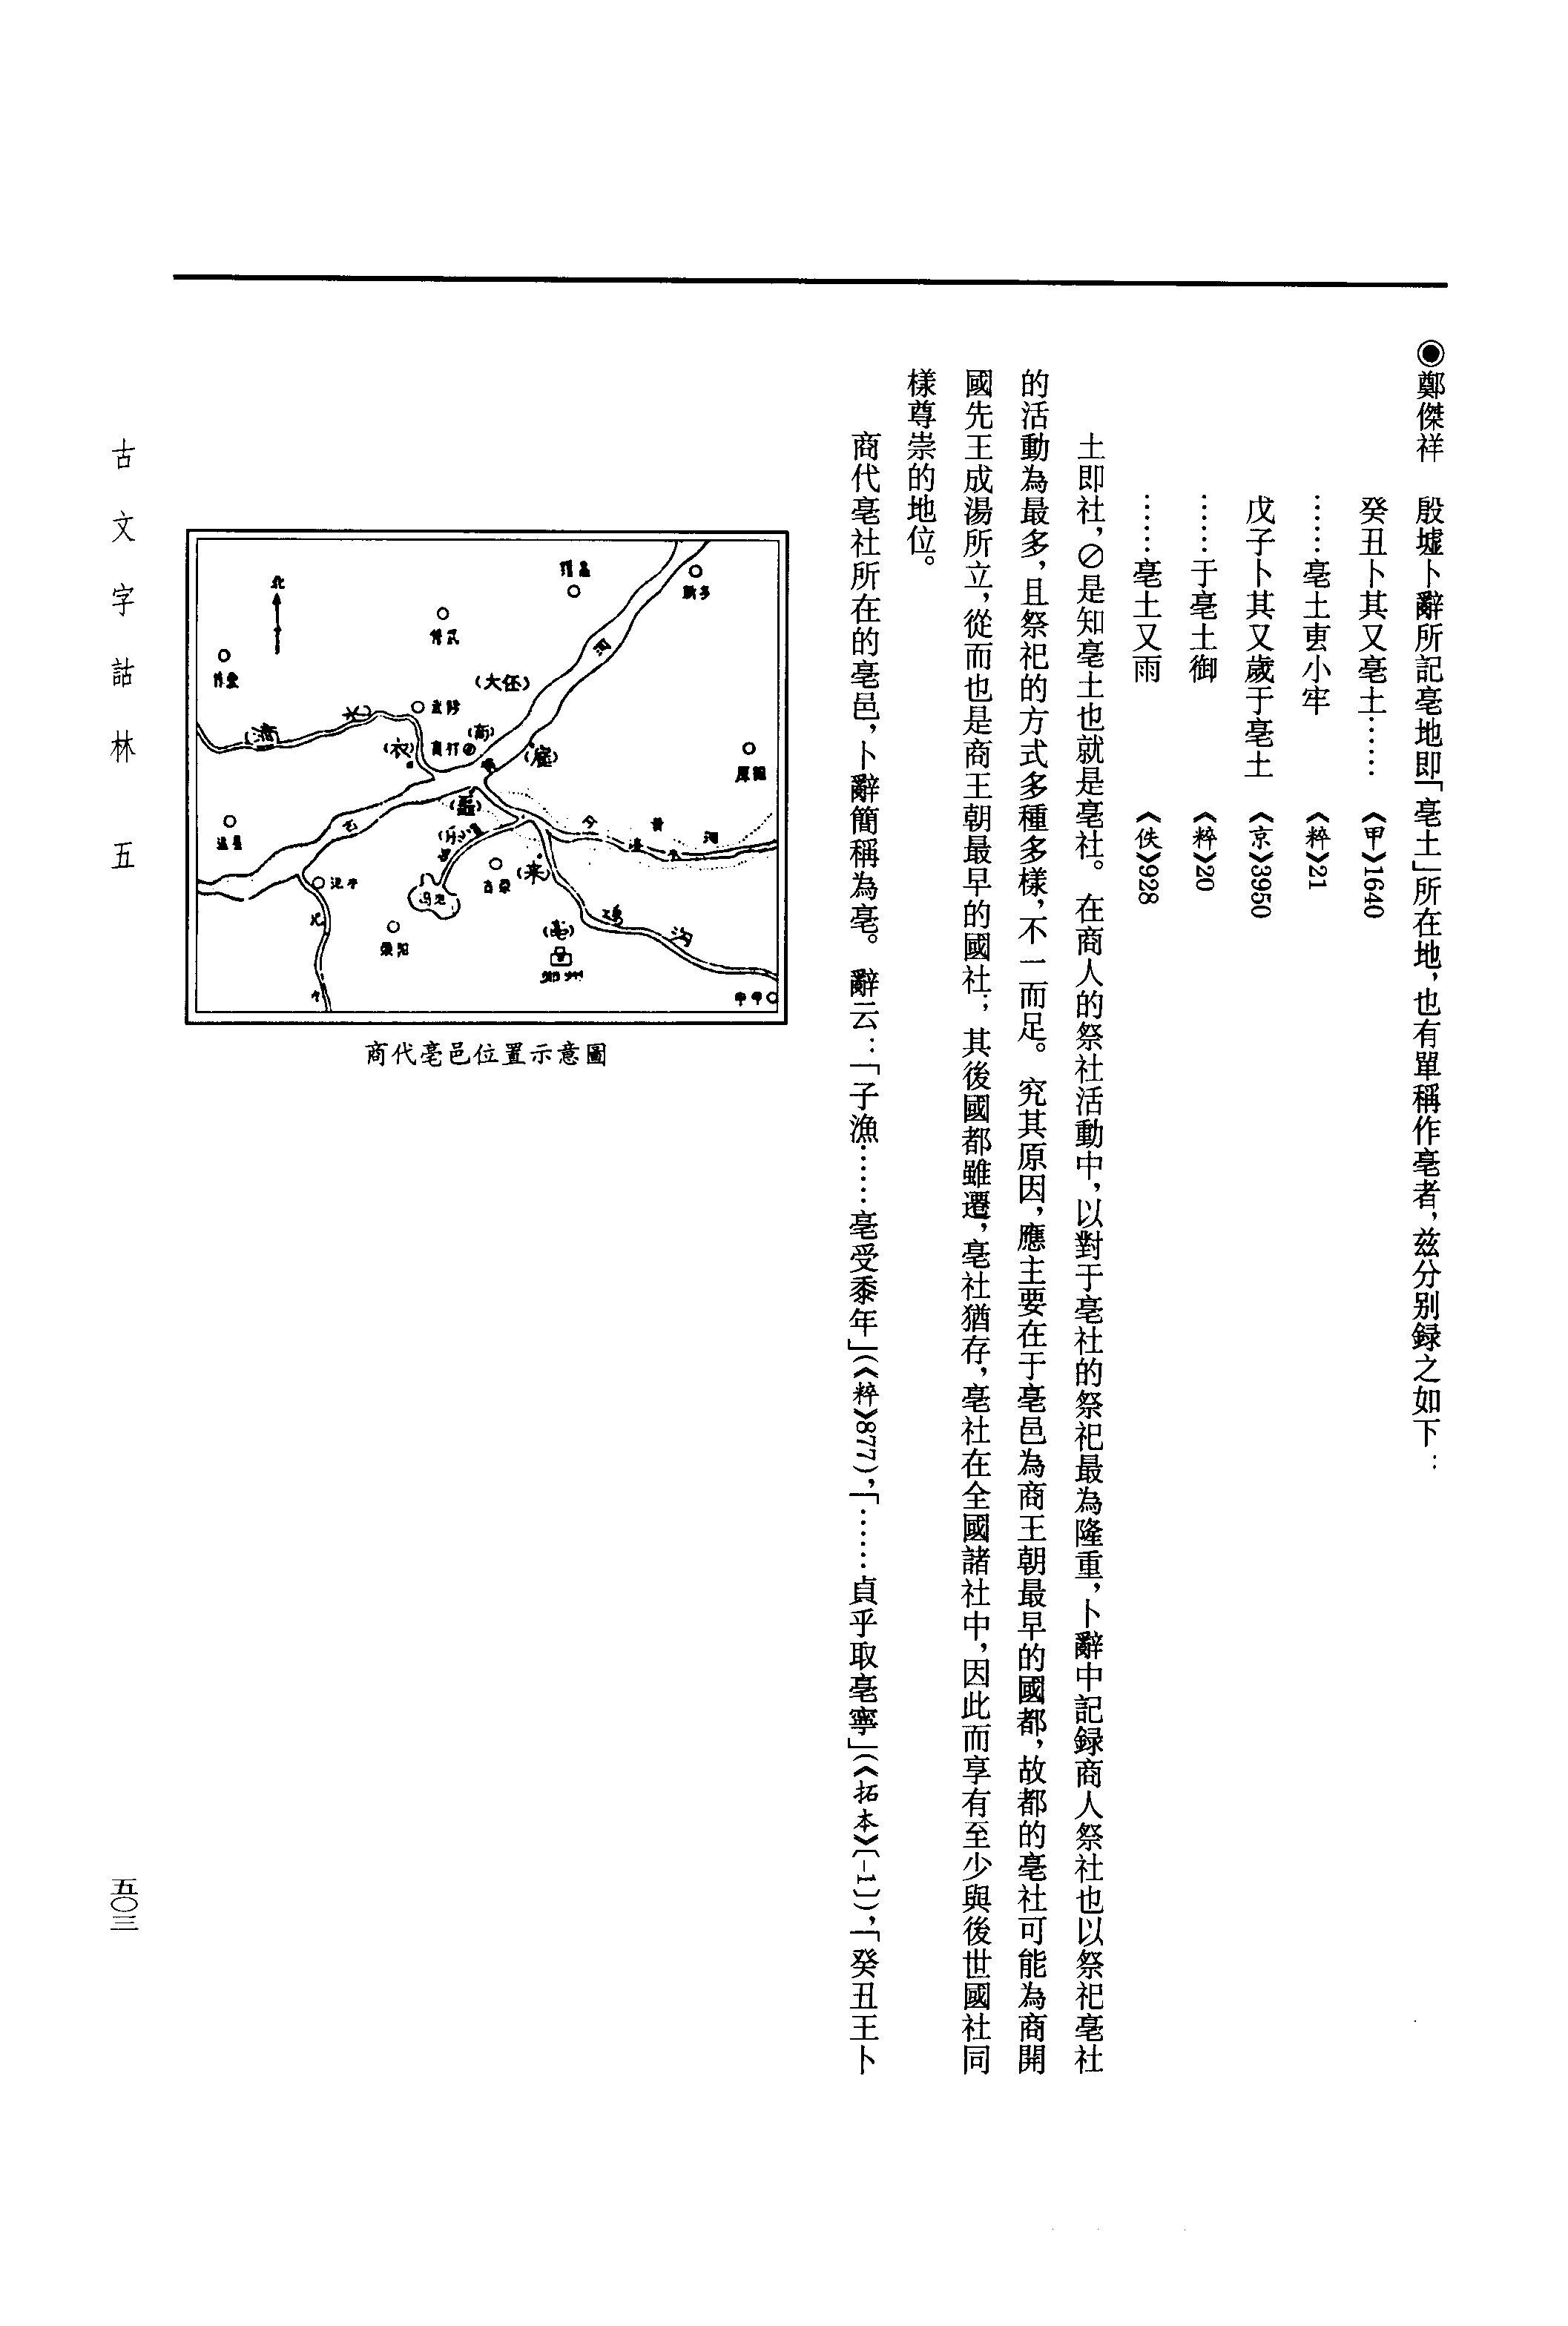 ◉鄭傑祥　殷墟卜辭所記亳地即「亳土」所在地，也有單稱作亳者，兹分别録之如下：
癸丑卜其又亳土……　《甲》1640
……亳土叀小牢　《粹》21
戊子卜其又歲于亳土　《京》3950
……于亳土御　《粹》20
……亳土又雨　《佚》928
土即社，⊘是知亳土也就是亳社。在商人的祭社活動中，以對于亳社的祭祀最為隆重，卜辭中記録商人祭社也以祭祀亳社
的活動為最多，且祭祀的方式多種多樣，不一而足。究其原因，應主要在于亳邑為商王朝最早的國都，故都的亳社可能為商開
國先王成湯所立，從而也是商王朝最早的國社；其後國都雖遷，亳社猶存，亳社在全國諸社中，因此而享有至少與後世國社同
樣尊崇的地位。
商代亳社所在的亳邑，卜辭簡稱為亳。辭云：「子漁……亳受黍年」（《粹》877），「……貞乎取亳寧」（《拓本》〔-1〕），「癸丑王卜
北
河
（大任）
（衣）
（商）
（來）
（亳）
今黄河
商代亳邑位置示意圖
古文字詁林　五
五〇三